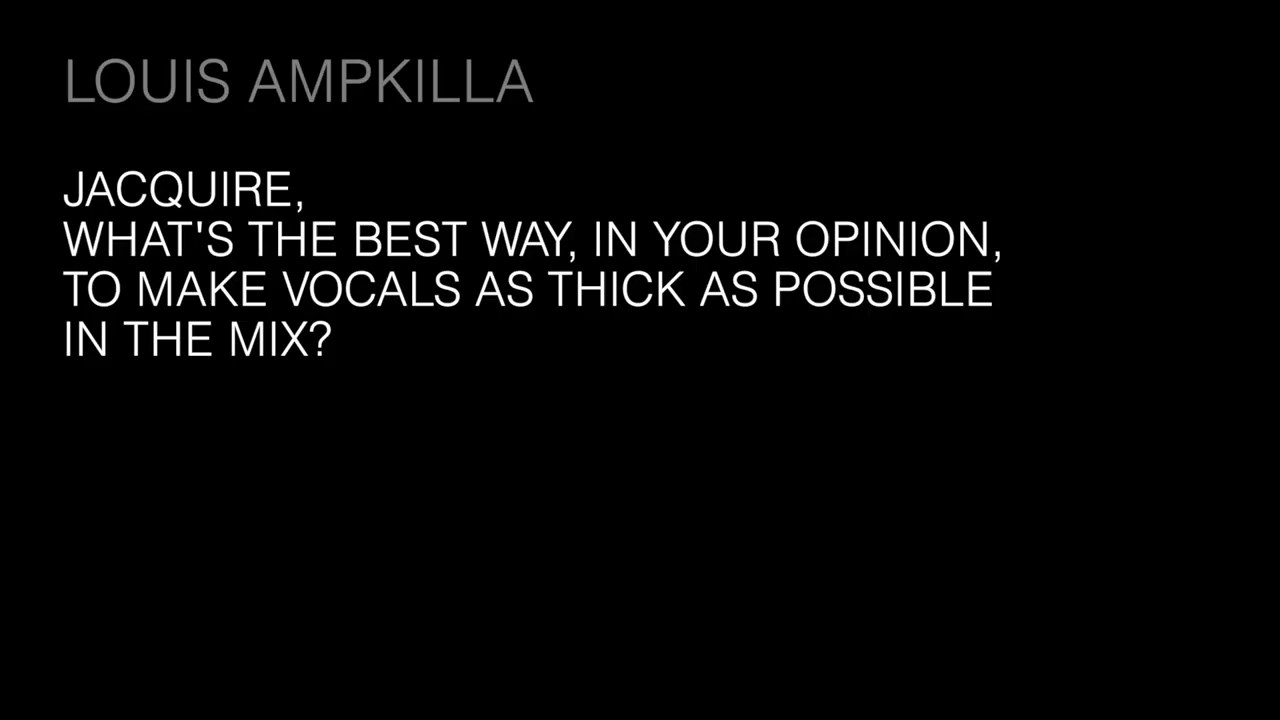 LOUIS AMPKILLA
JACQUIRE,
WHAT'S THE BEST WAY, IN YOUR OPINION,
TO MAKE VOCALS AS THICK AS POSSIBLE
IN THE MIX?